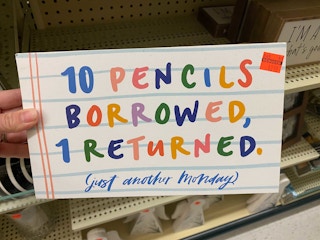 10 PENCILS
BORROWED,
1 RETURNED.
(just another Monday)
I'M A